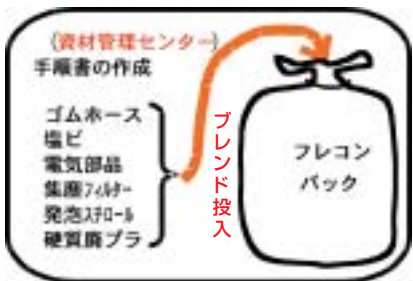 (資材管理センター)
手順書の作成
ゴムホース
塩ビ
電気部品
集塵フィルター
発泡スチロール
硬質廃プラ
ブレンド投入
フレコン
バック